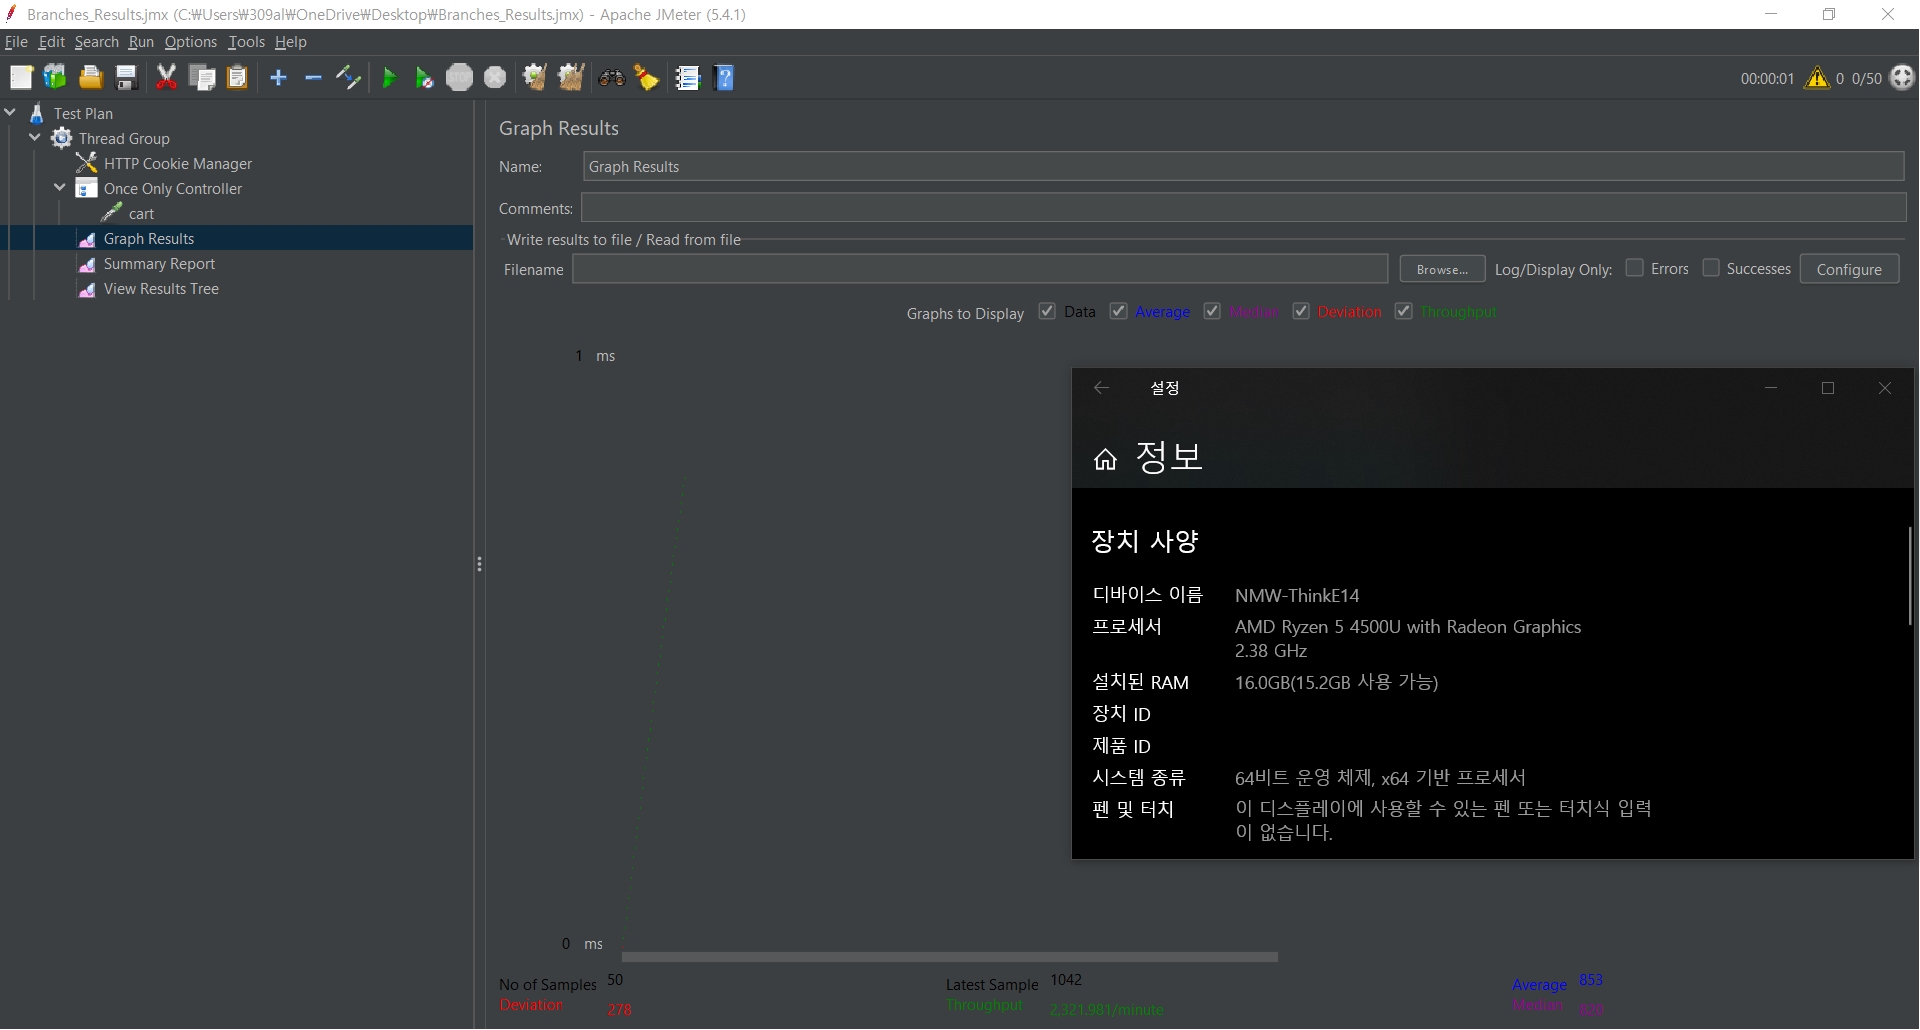 Branches_Results.jmx (C:₩Users₩309al₩OneDrive₩Desktop₩Branches_Results.jmx) - Apache JMeter (5.4.1)
File Edit Search Run Options Tools Help
STOP
00:00:01 0 0/50
Test Plan
Thread Group
HTTP Cookie Manager
Once Only Controller
cart
Graph Results
Summary Report
View Results Tree
Graph Results
Name: Graph Results
Comments:
Write results to file / Read from file
Filename Browse... Log/Display Only: Errors Successes Configure
Graphs to Display Data Average Median Deviation Throughput
1 ms
0 ms
No of Samples 50 Latest Sample 1042 Average 853
Deviation 278 Throughput 2,321.981/minute Median
설정
정보
장치 사양
디바이스 이름 NMW-ThinkE14
프로세서 AMD Ryzen 5 4500U with Radeon Graphics
2.38 GHz
설치된 RAM 16.0GB(15.2GB 사용 가능)
장치 ID
제품 ID
시스템 종류 64비트 운영 체제, x64 기반 프로세서
펜 및 터치 이 디스플레이에 사용할 수 있는 펜 또는 터치식 입력
이 없습니다.